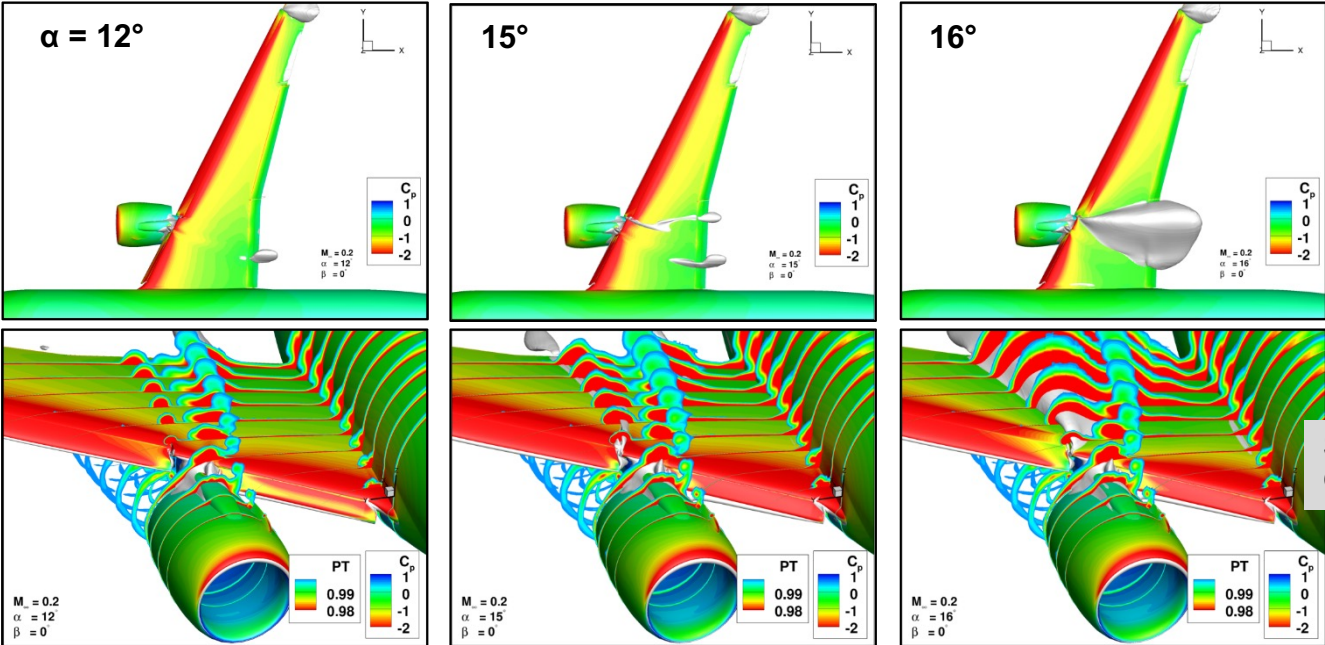 α = 12°
Y
Z
X
Cp
1
0
-1
-2
M∞ = 0.2
α = 12°
β = 0°
15°
Y
Z
X
Cp
1
0
-1
-2
M∞ = 0.2
α = 15°
β = 0°
16°
Y
Z
X
Cp
1
0
-1
-2
M∞ = 0.2
α = 16°
β = 0°
PT
0.99
0.98
Cp
1
0
-1
-2
M∞ = 0.2
α = 12°
β = 0°
PT
0.99
0.98
Cp
1
0
-1
-2
M∞ = 0.2
α = 15°
β = 0°
PT
0.99
0.98
Cp
1
0
-1
-2
M∞ = 0.2
α = 16°
β = 0°